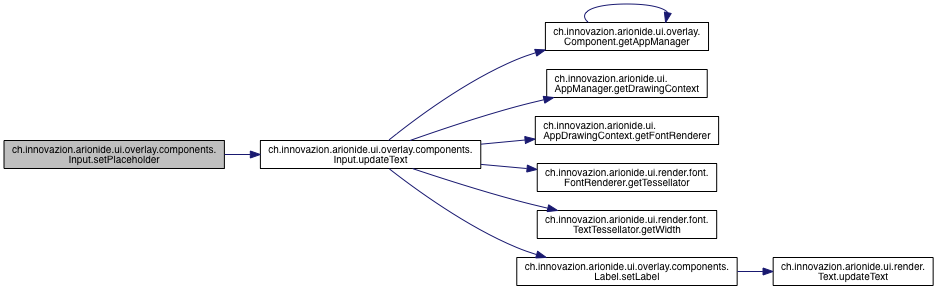 ch.innovazion.arionide.ui.overlay.components.
Input.setPlaceholder
ch.innovazion.arionide.ui.overlay.components.
Input.updateText
ch.innovazion.arionide.ui.overlay.
Component.getAppManager
ch.innovazion.arionide.ui.
AppManager.getDrawingContext
ch.innovazion.arionide.ui.
AppDrawingContext.getFontRenderer
ch.innovazion.arionide.ui.render.font.
FontRenderer.getTessellator
ch.innovazion.arionide.ui.render.font.
TextTessellator.getWidth
ch.innovazion.arionide.ui.overlay.components.
Label.setLabel
ch.innovazion.arionide.ui.render.
Text.updateText